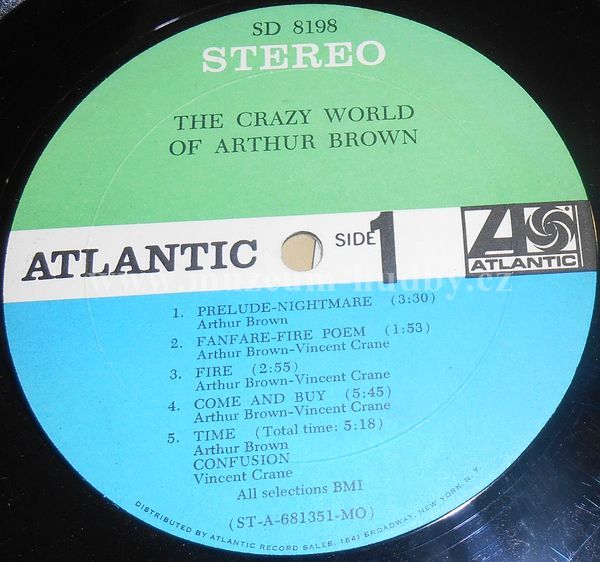 SD 8198
STEREO
THE CRAZY WORLD
OF ARTHUR BROWN
ATLANTIC
SIDE 1
ATLANTIC
www.muzeum-hudby.cz
1. PRELUDE-NIGHTMARE (3:30)
Arthur Brown
2. FANFARE-FIRE POEM (1:53)
Arthur Brown-Vincent Crane
3. FIRE (2:55)
Arthur Brown-Vincent Crane
4. COME AND BUY (5:45)
Arthur Brown-Vincent Crane
5. TIME (Total time: 5:18)
Arthur Brown
CONFUSION
Vincent Crane
All selections BMI
(ST-A-681351-MO)
DISTRIBUTED BY ATLANTIC RECORD SALES, 1841 BROADWAY, NEW YORK, N.Y.